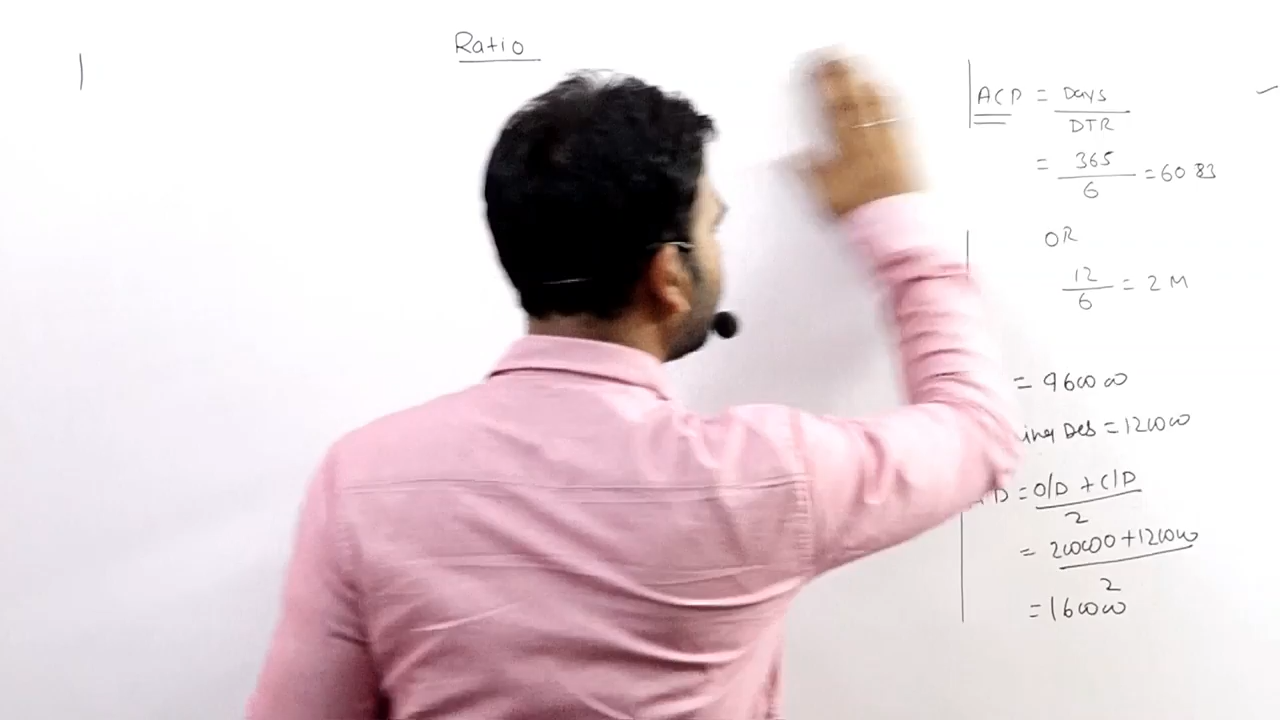 Ratio
ACP = Days
DTR
= 365
6
= 60 83
OR
12
6
= 2 M
= 960000
Deb = 120000
D = O/D + C/D
2
= 200000 + 120000
2
= 160000